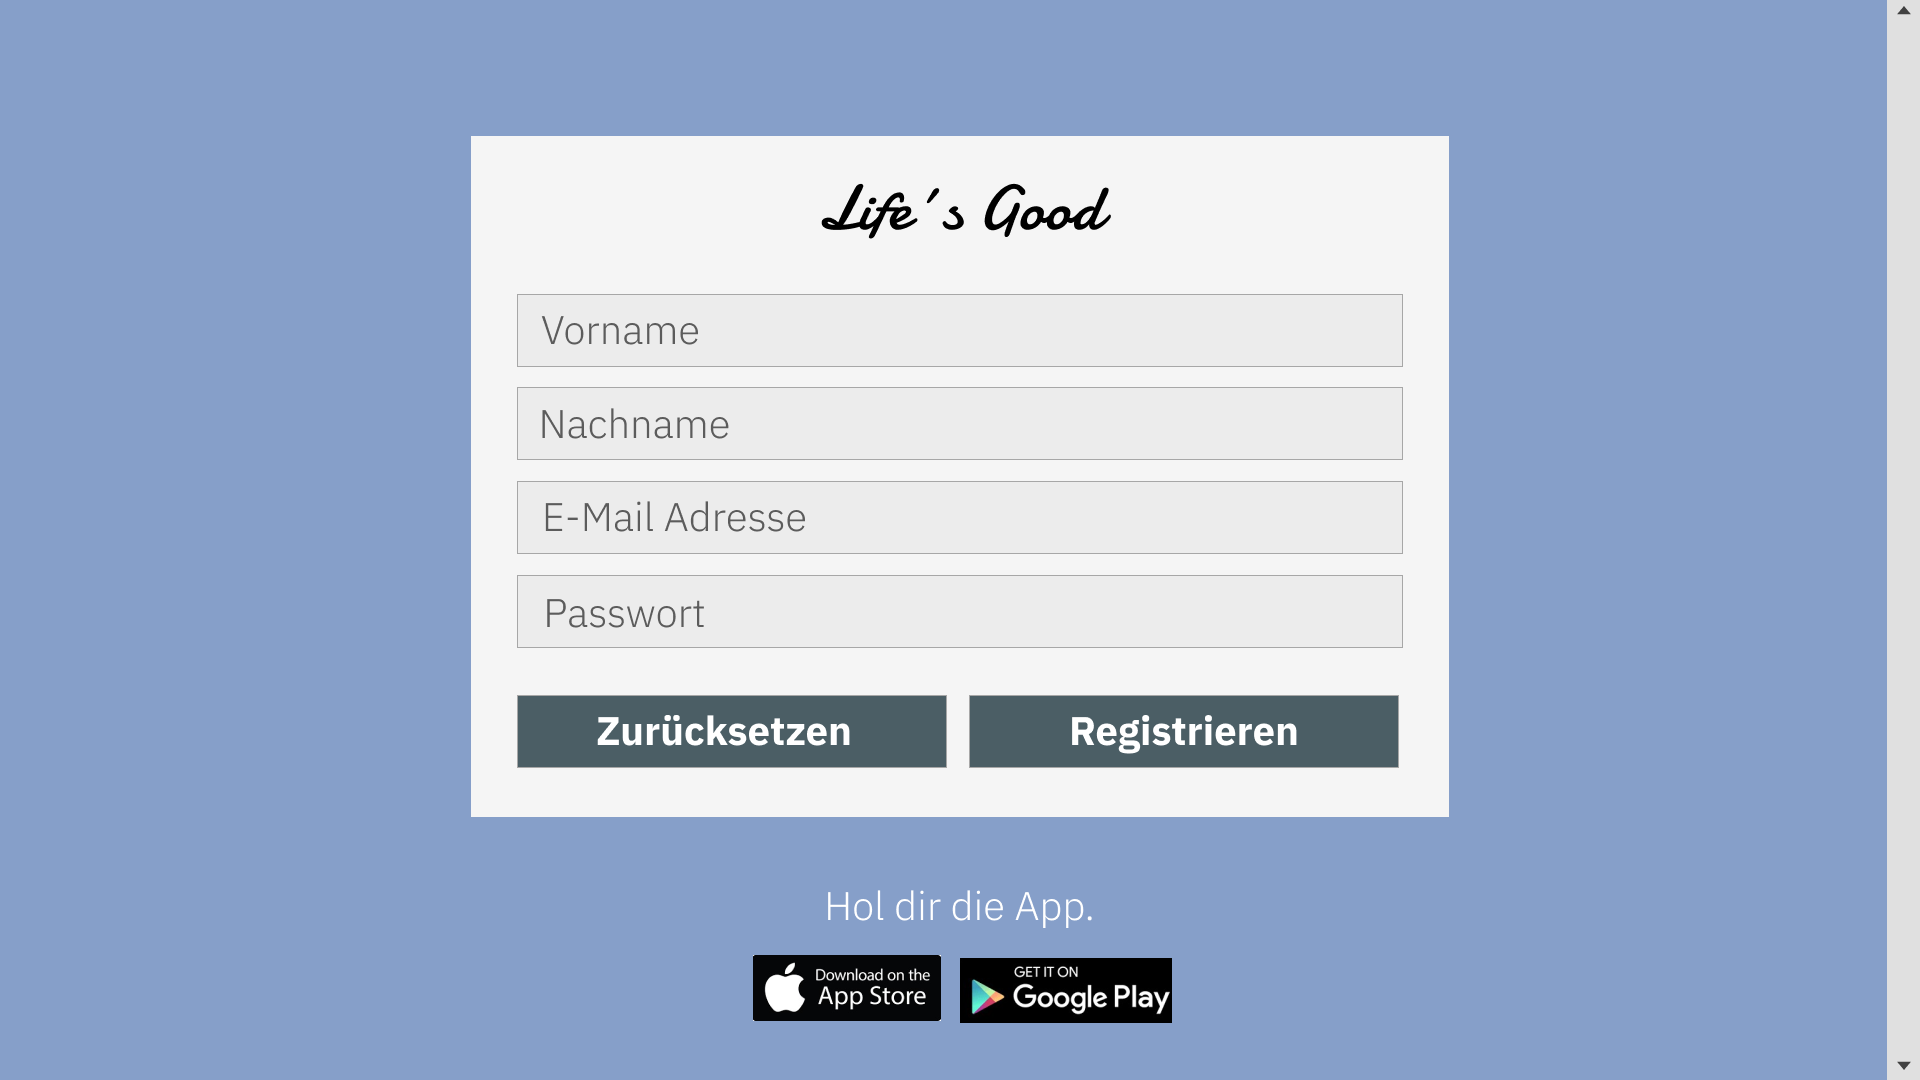 Life´s Good
Vorname
Nachname
E-Mail Adresse
Passwort
Zurücksetzen
Registrieren
Hol dir die App.
Download on the
App Store
GET IT ON
Google Play